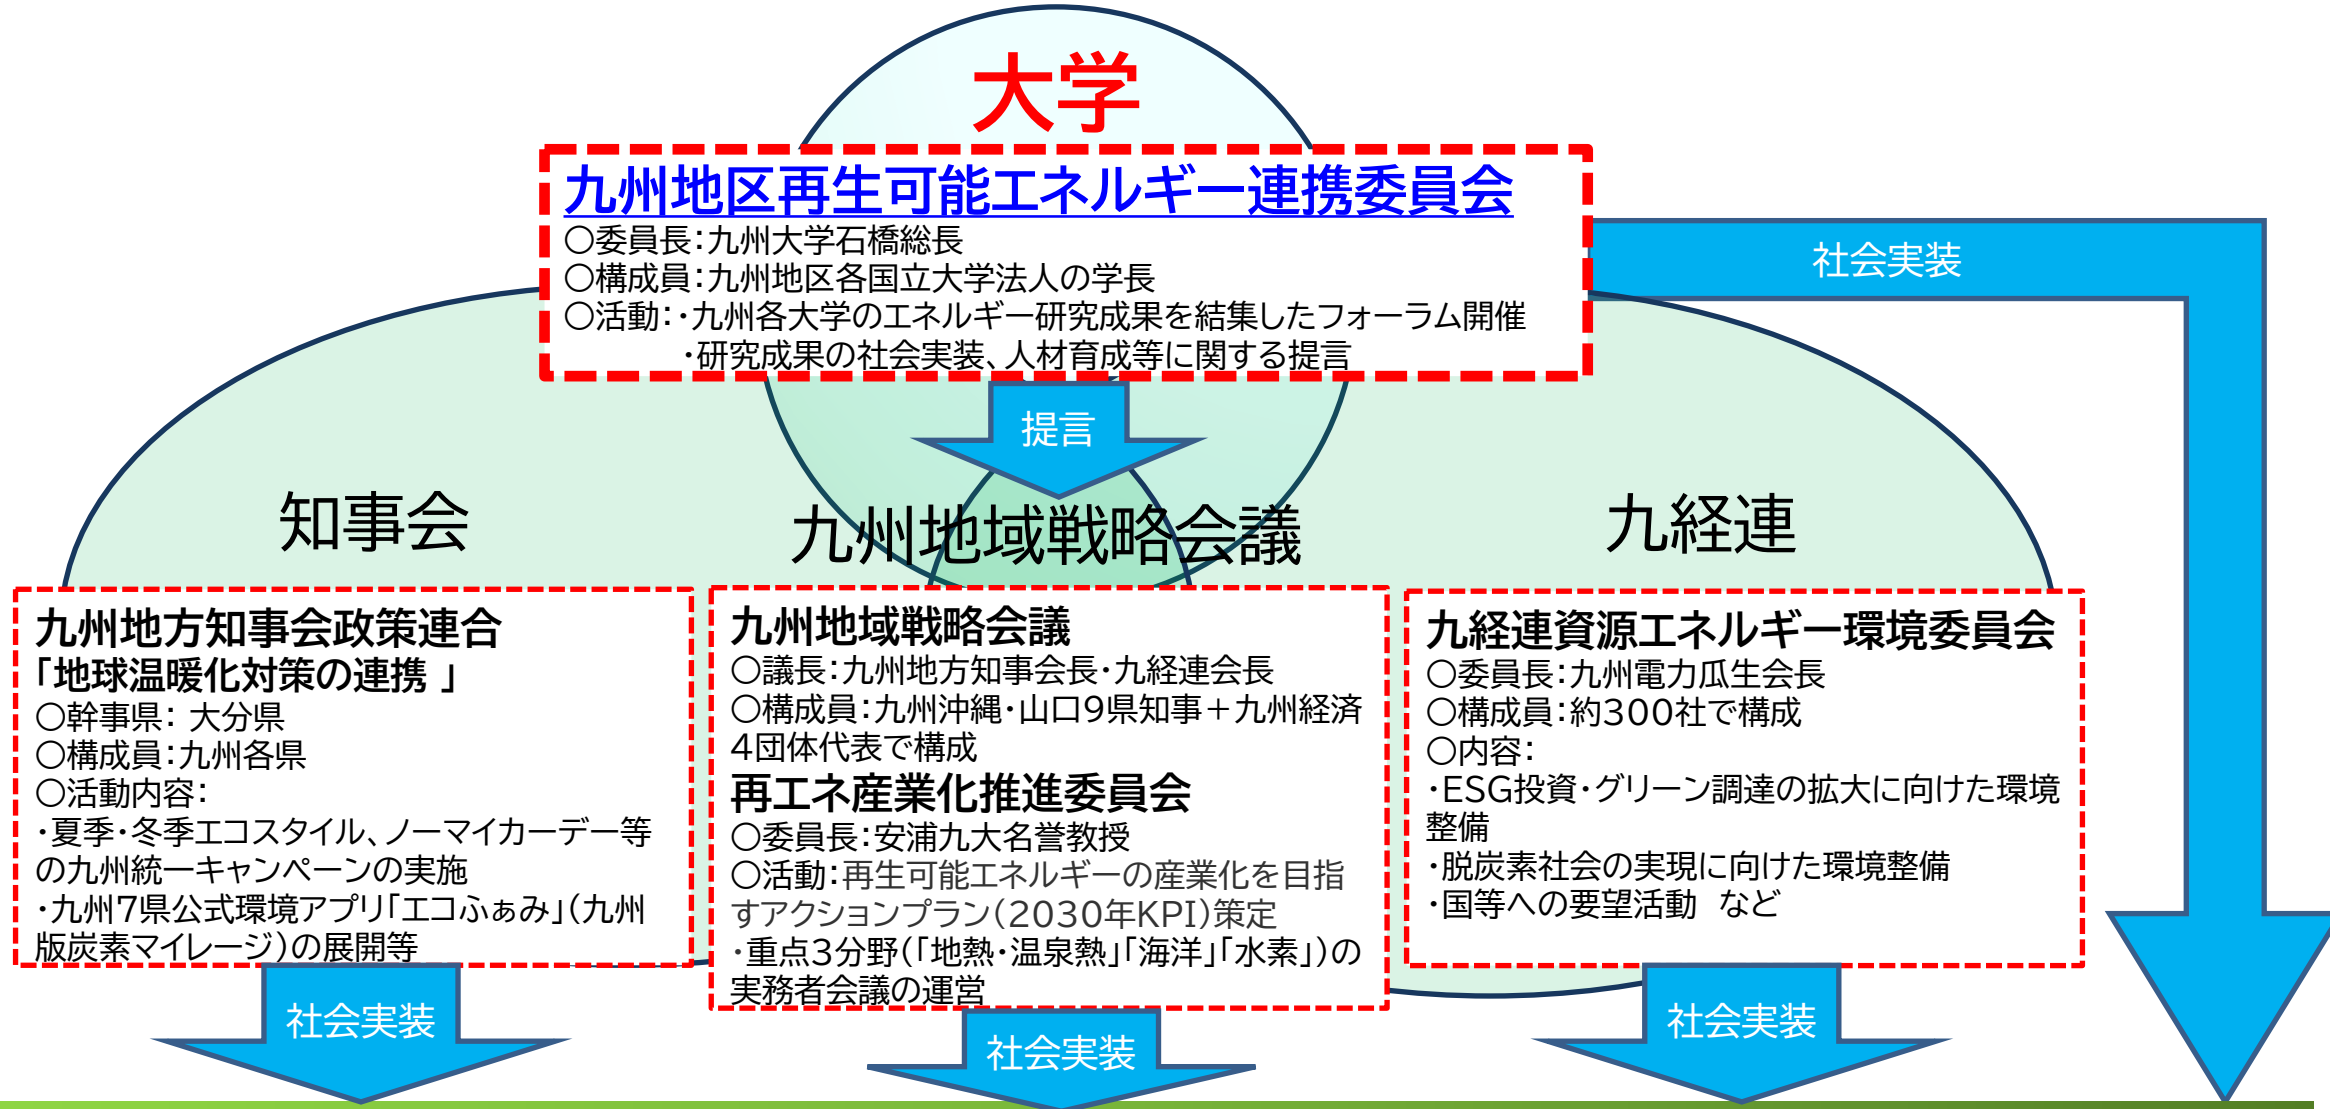 大学
九州地区再生可能エネルギー連携委員会
○委員長：九州大学石橋総長
○構成員：九州地区各国立大学法人の学長
○活動：・九州各大学のエネルギー研究成果を結集したフォーラム開催
・研究成果の社会実装、人材育成等に関する提言
社会実装
提言
知事会
九州地域戦略会議
九経連
九州地方知事会政策連合
「地球温暖化対策の連携 」
○幹事県： 大分県
○構成員：九州各県
○活動内容：
・夏季・冬季エコスタイル、ノーマイカーデー等
の九州統一キャンペーンの実施
・九州7県公式環境アプリ「エコふぁみ」（九州
版炭素マイレージ）の展開等
社会実装
九州地域戦略会議
○議長：九州地方知事会長・九経連会長
○構成員：九州沖縄・山口9県知事＋九州経済
4団体代表で構成
再エネ産業化推進委員会
○委員長：安浦九大名誉教授
○活動：再生可能エネルギーの産業化を目指
すアクションプラン（2030年KPI）策定
・重点3分野（「地熱・温泉熱」「海洋」「水素」）の
実務者会議の運営
社会実装
九経連資源エネルギー環境委員会
○委員長：九州電力瓜生会長
○構成員：約300社で構成
○内容：
・ESG投資・グリーン調達の拡大に向けた環境
整備
・脱炭素社会の実現に向けた環境整備
・国等への要望活動　など
社会実装